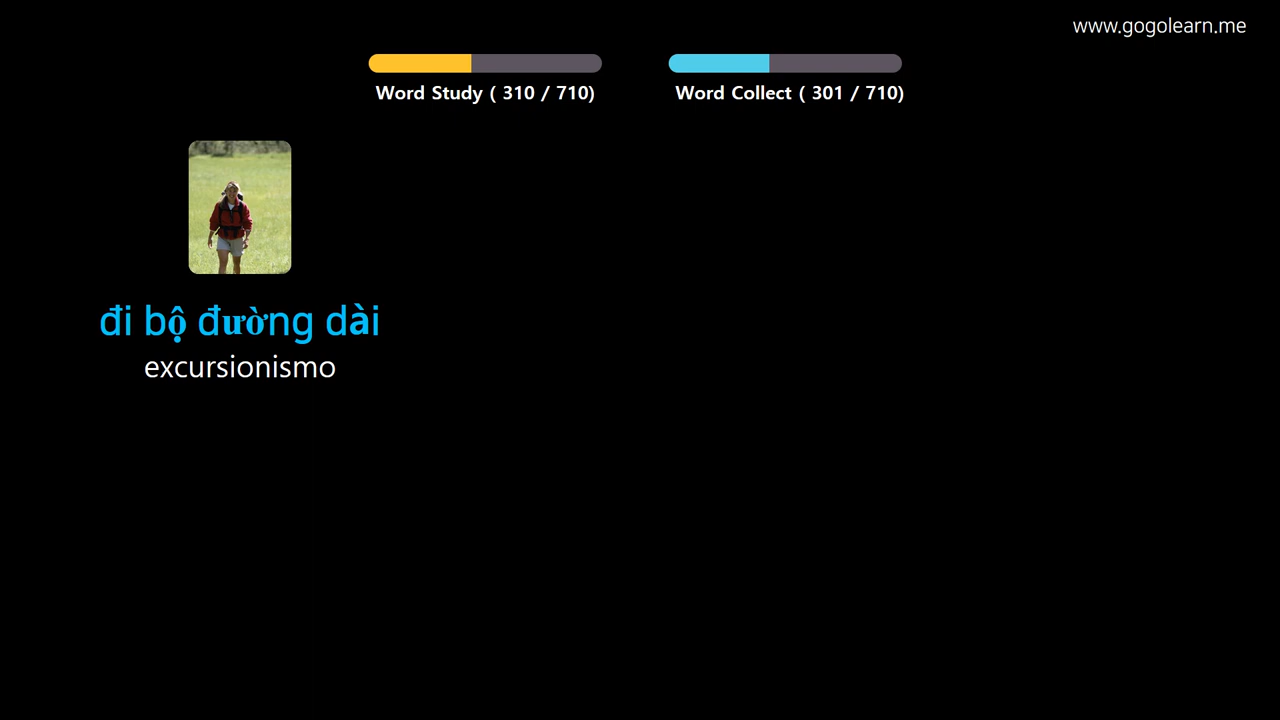 www.gogolearn.me
Word Study ( 310 / 710)
Word Collect ( 301 / 710)
đi bộ đường dài
excursionismo